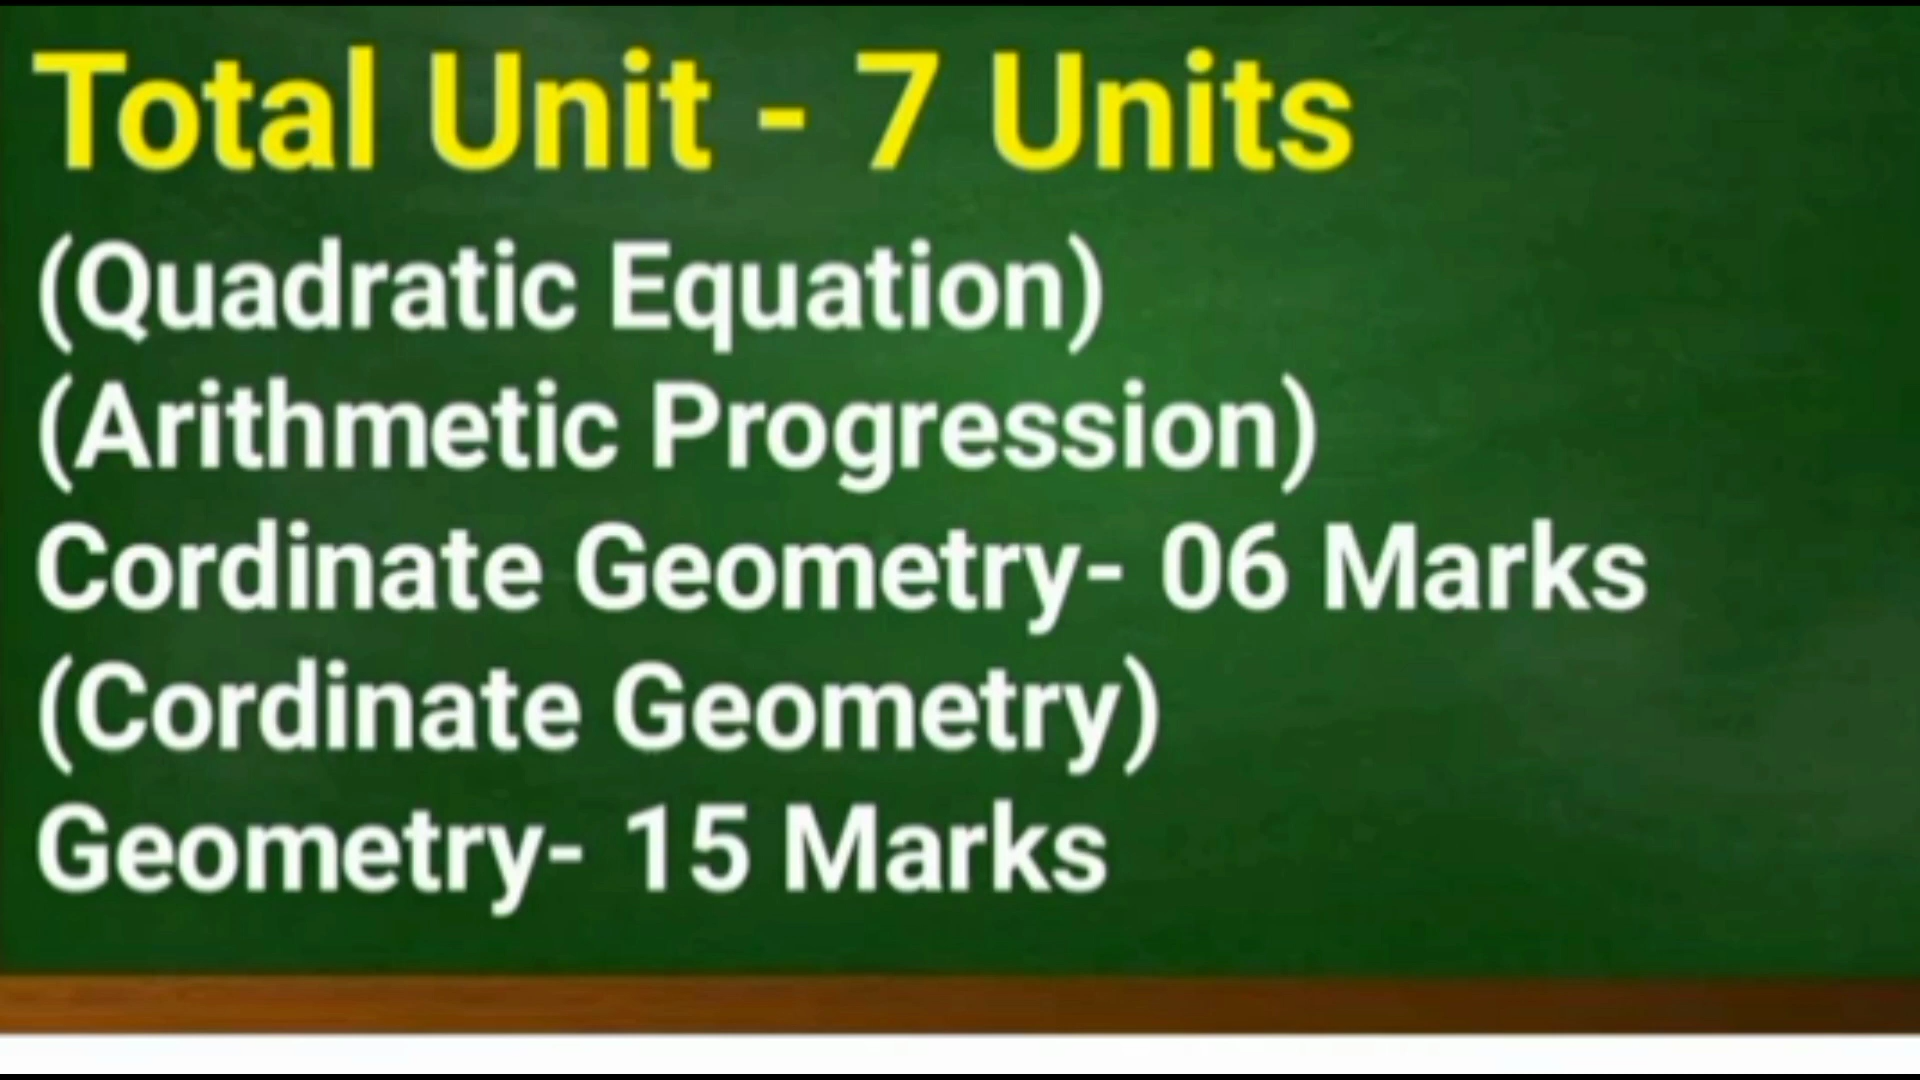 Total Unit - 7 Units
(Quadratic Equation)
(Arithmetic Progression)
Cordinate Geometry- 06 Marks
(Cordinate Geometry)
Geometry- 15 Marks